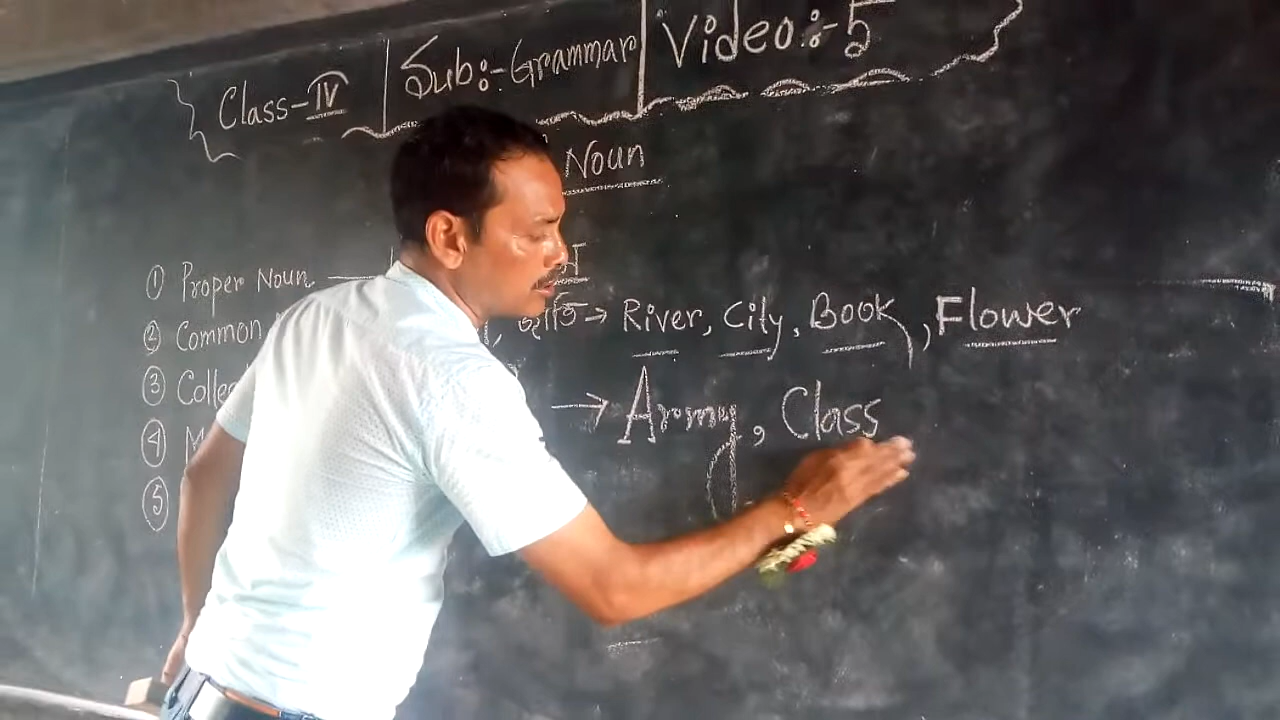 Class-IV | Sub:-Grammar | Video:-5
Noun
① Proper Noun
② Common জাতি → River, City, Book, Flower
③ Colle → Army, Class
④ M
⑤